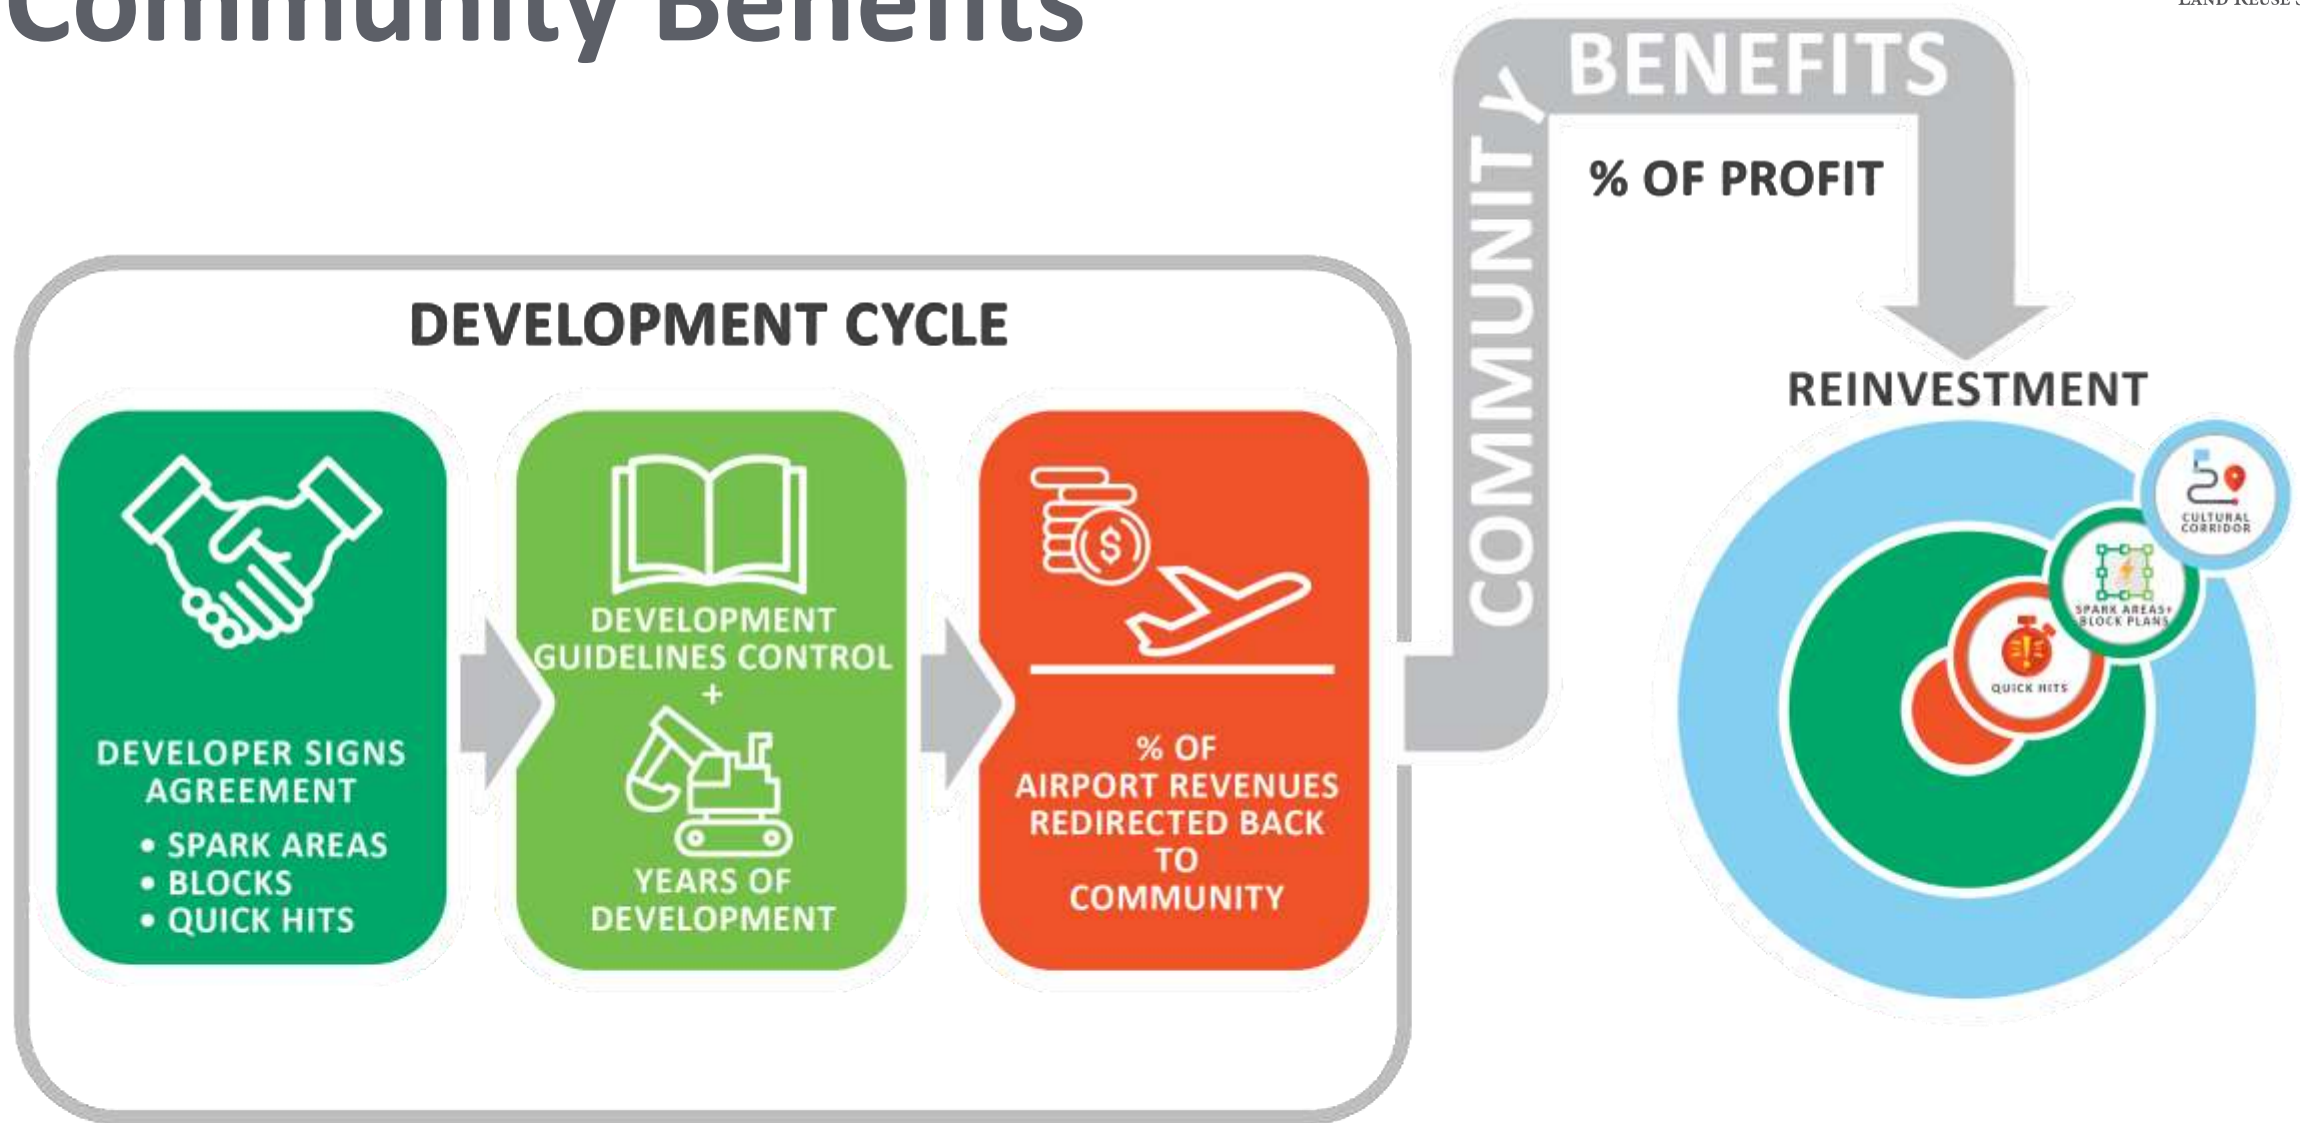 Community Benefits
LAND REUSE
BENEFITS
COMMUNITY
% OF PROFIT
DEVELOPMENT CYCLE
REINVESTMENT
DEVELOPER SIGNS
AGREEMENT
• SPARK AREAS
• BLOCKS
• QUICK HITS
DEVELOPMENT
GUIDELINES CONTROL
+
YEARS OF
DEVELOPMENT
$
% OF
AIRPORT REVENUES
REDIRECTED BACK
TO
COMMUNITY
CULTURAL
CORRIDOR
SPARK AREAS+
BLOCK PLANS
QUICK HITS